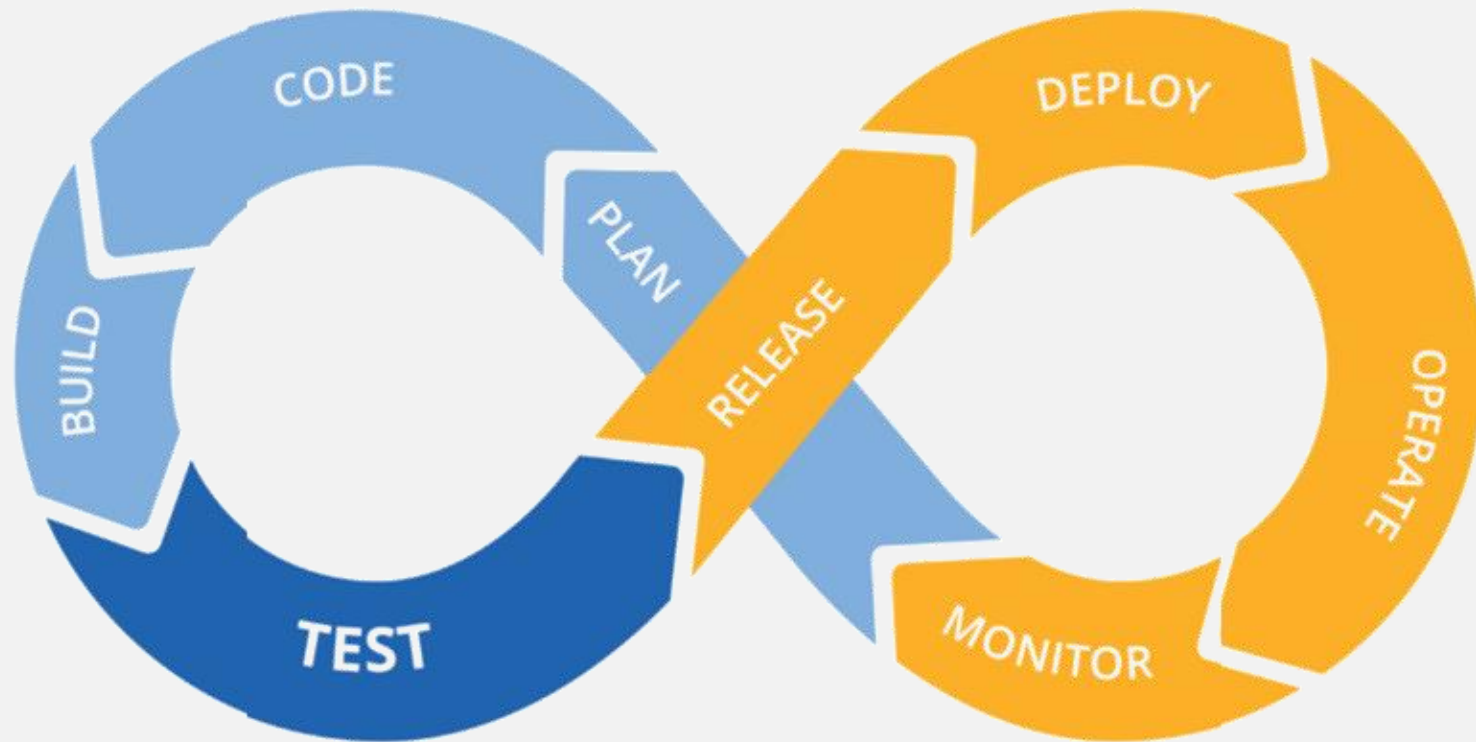 CODE
DEPLOY
PLAN
RELEASE
BUILD
OPERATE
TEST
MONITOR